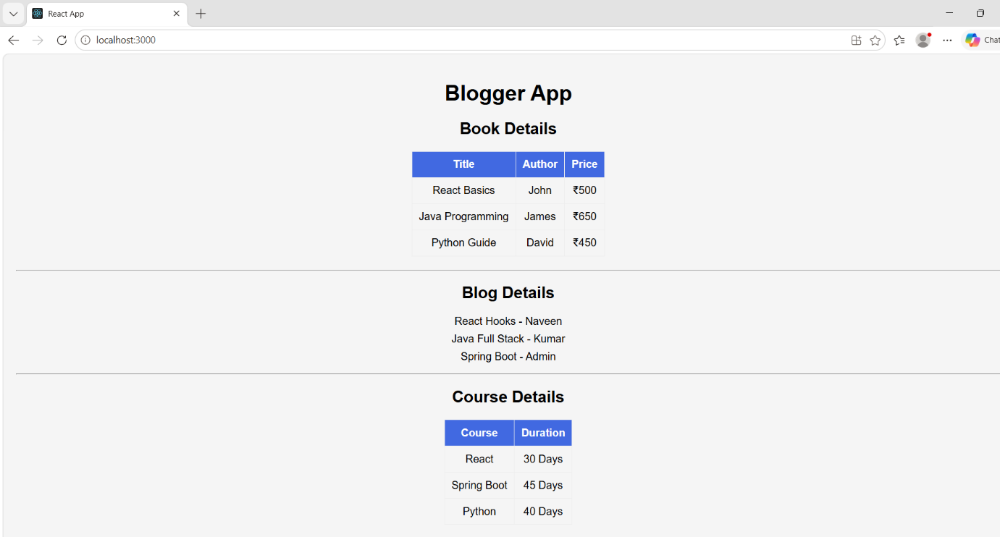 React App
localhost:3000
Chat
Blogger App
Book Details
Title Author Price
React Basics John ₹500
Java Programming James ₹650
Python Guide David ₹450
Blog Details
React Hooks - Naveen
Java Full Stack - Kumar
Spring Boot - Admin
Course Details
Course Duration
React 30 Days
Spring Boot 45 Days
Python 40 Days